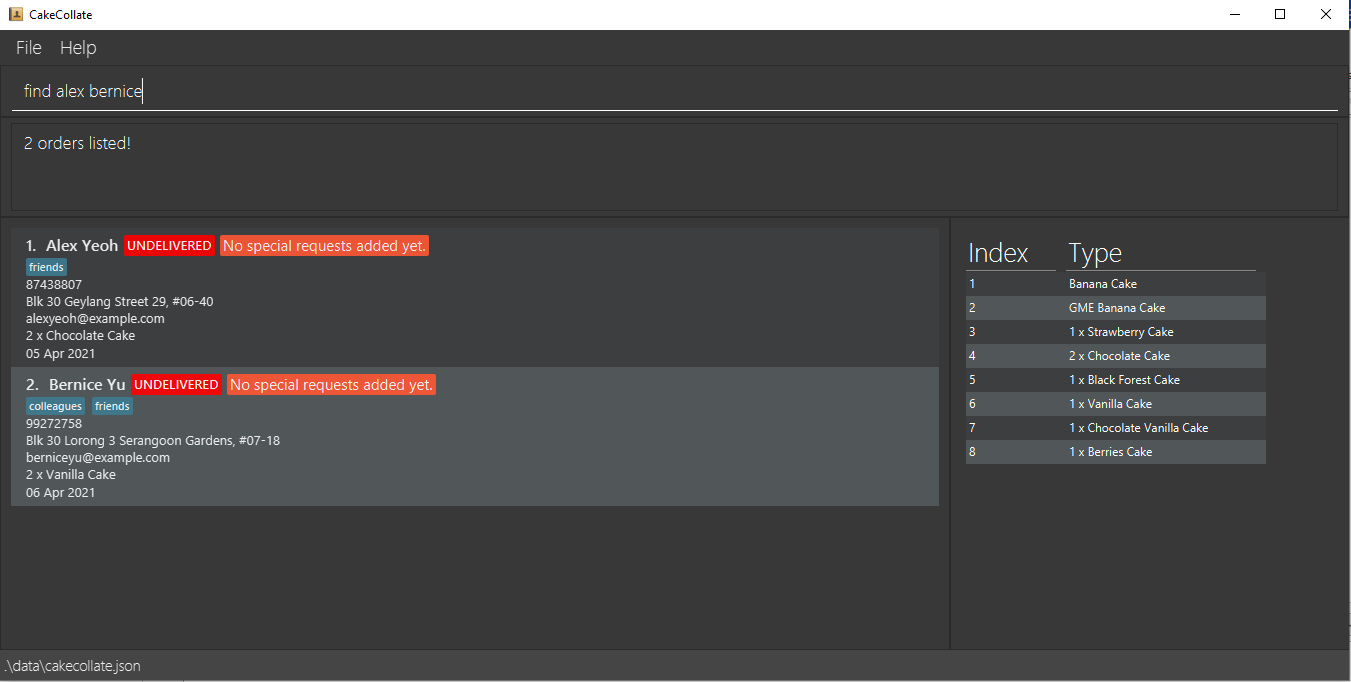 CakeCollate
File Help
find alex bernice
2 orders listed!
1. Alex Yeoh UNDELIVERED No special requests added yet.
friends
87438807
Blk 30 Geylang Street 29, #06-40
alexyeoh@example.com
2 x Chocolate Cake
05 Apr 2021
2. Bernice Yu UNDELIVERED No special requests added yet.
colleagues friends
99272758
Blk 30 Lorong 3 Serangoon Gardens, #07-18
berniceyu@example.com
2 x Vanilla Cake
06 Apr 2021
Index Type
1 Banana Cake
2 GME Banana Cake
3 1 x Strawberry Cake
4 2 x Chocolate Cake
5 1 x Black Forest Cake
6 1 x Vanilla Cake
7 1 x Chocolate Vanilla Cake
8 1 x Berries Cake
.\data\cakecollate.json